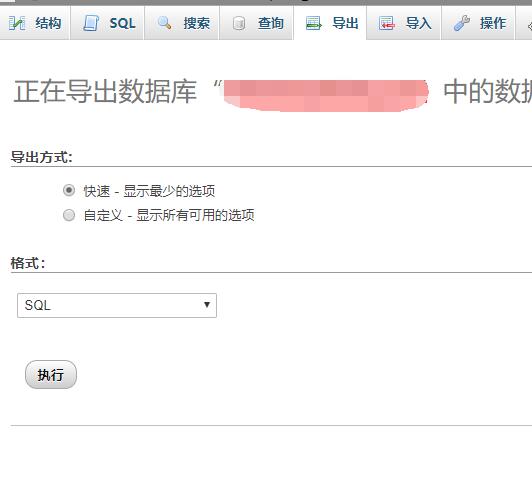 结构 SQL 搜索 查询 导出 导入 操作
正在导出数据库 “ 中的数据
导出方式:
快速 - 显示最少的选项
自定义 - 显示所有可用的选项
格式:
SQL
执行